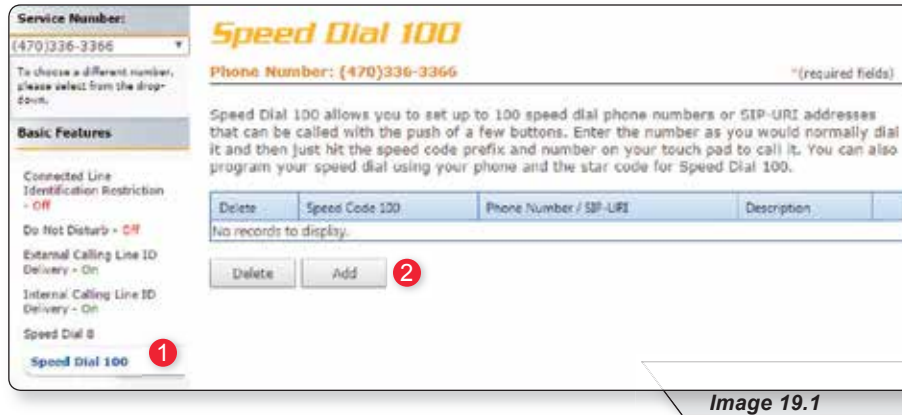 Service Number:
(470)336-3366
To choose a different number,
please select from the drop-
down.
Basic Features
Connected Line
Identification Restriction
- Off
Do Not Disturb - Off
External Calling Line ID
Delivery - On
Internal Calling Line ID
Delivery - On
Speed Dial 8
Speed Dial 100
1
Speed Dial 100
Phone Number: (470)336-3366
*(required fields)
Speed Dial 100 allows you to set up to 100 speed dial phone numbers or SIP-URI addresses
that can be called with the push of a few buttons. Enter the number as you would normally dial
it and then just hit the speed code prefix and number on your touch pad to call it. You can also
program your speed dial using your phone and the star code for Speed Dial 100.
Delete Speed Code 100 Phone Number / SIP-URI Description
No records to display.
Delete Add 2
Image 19.1